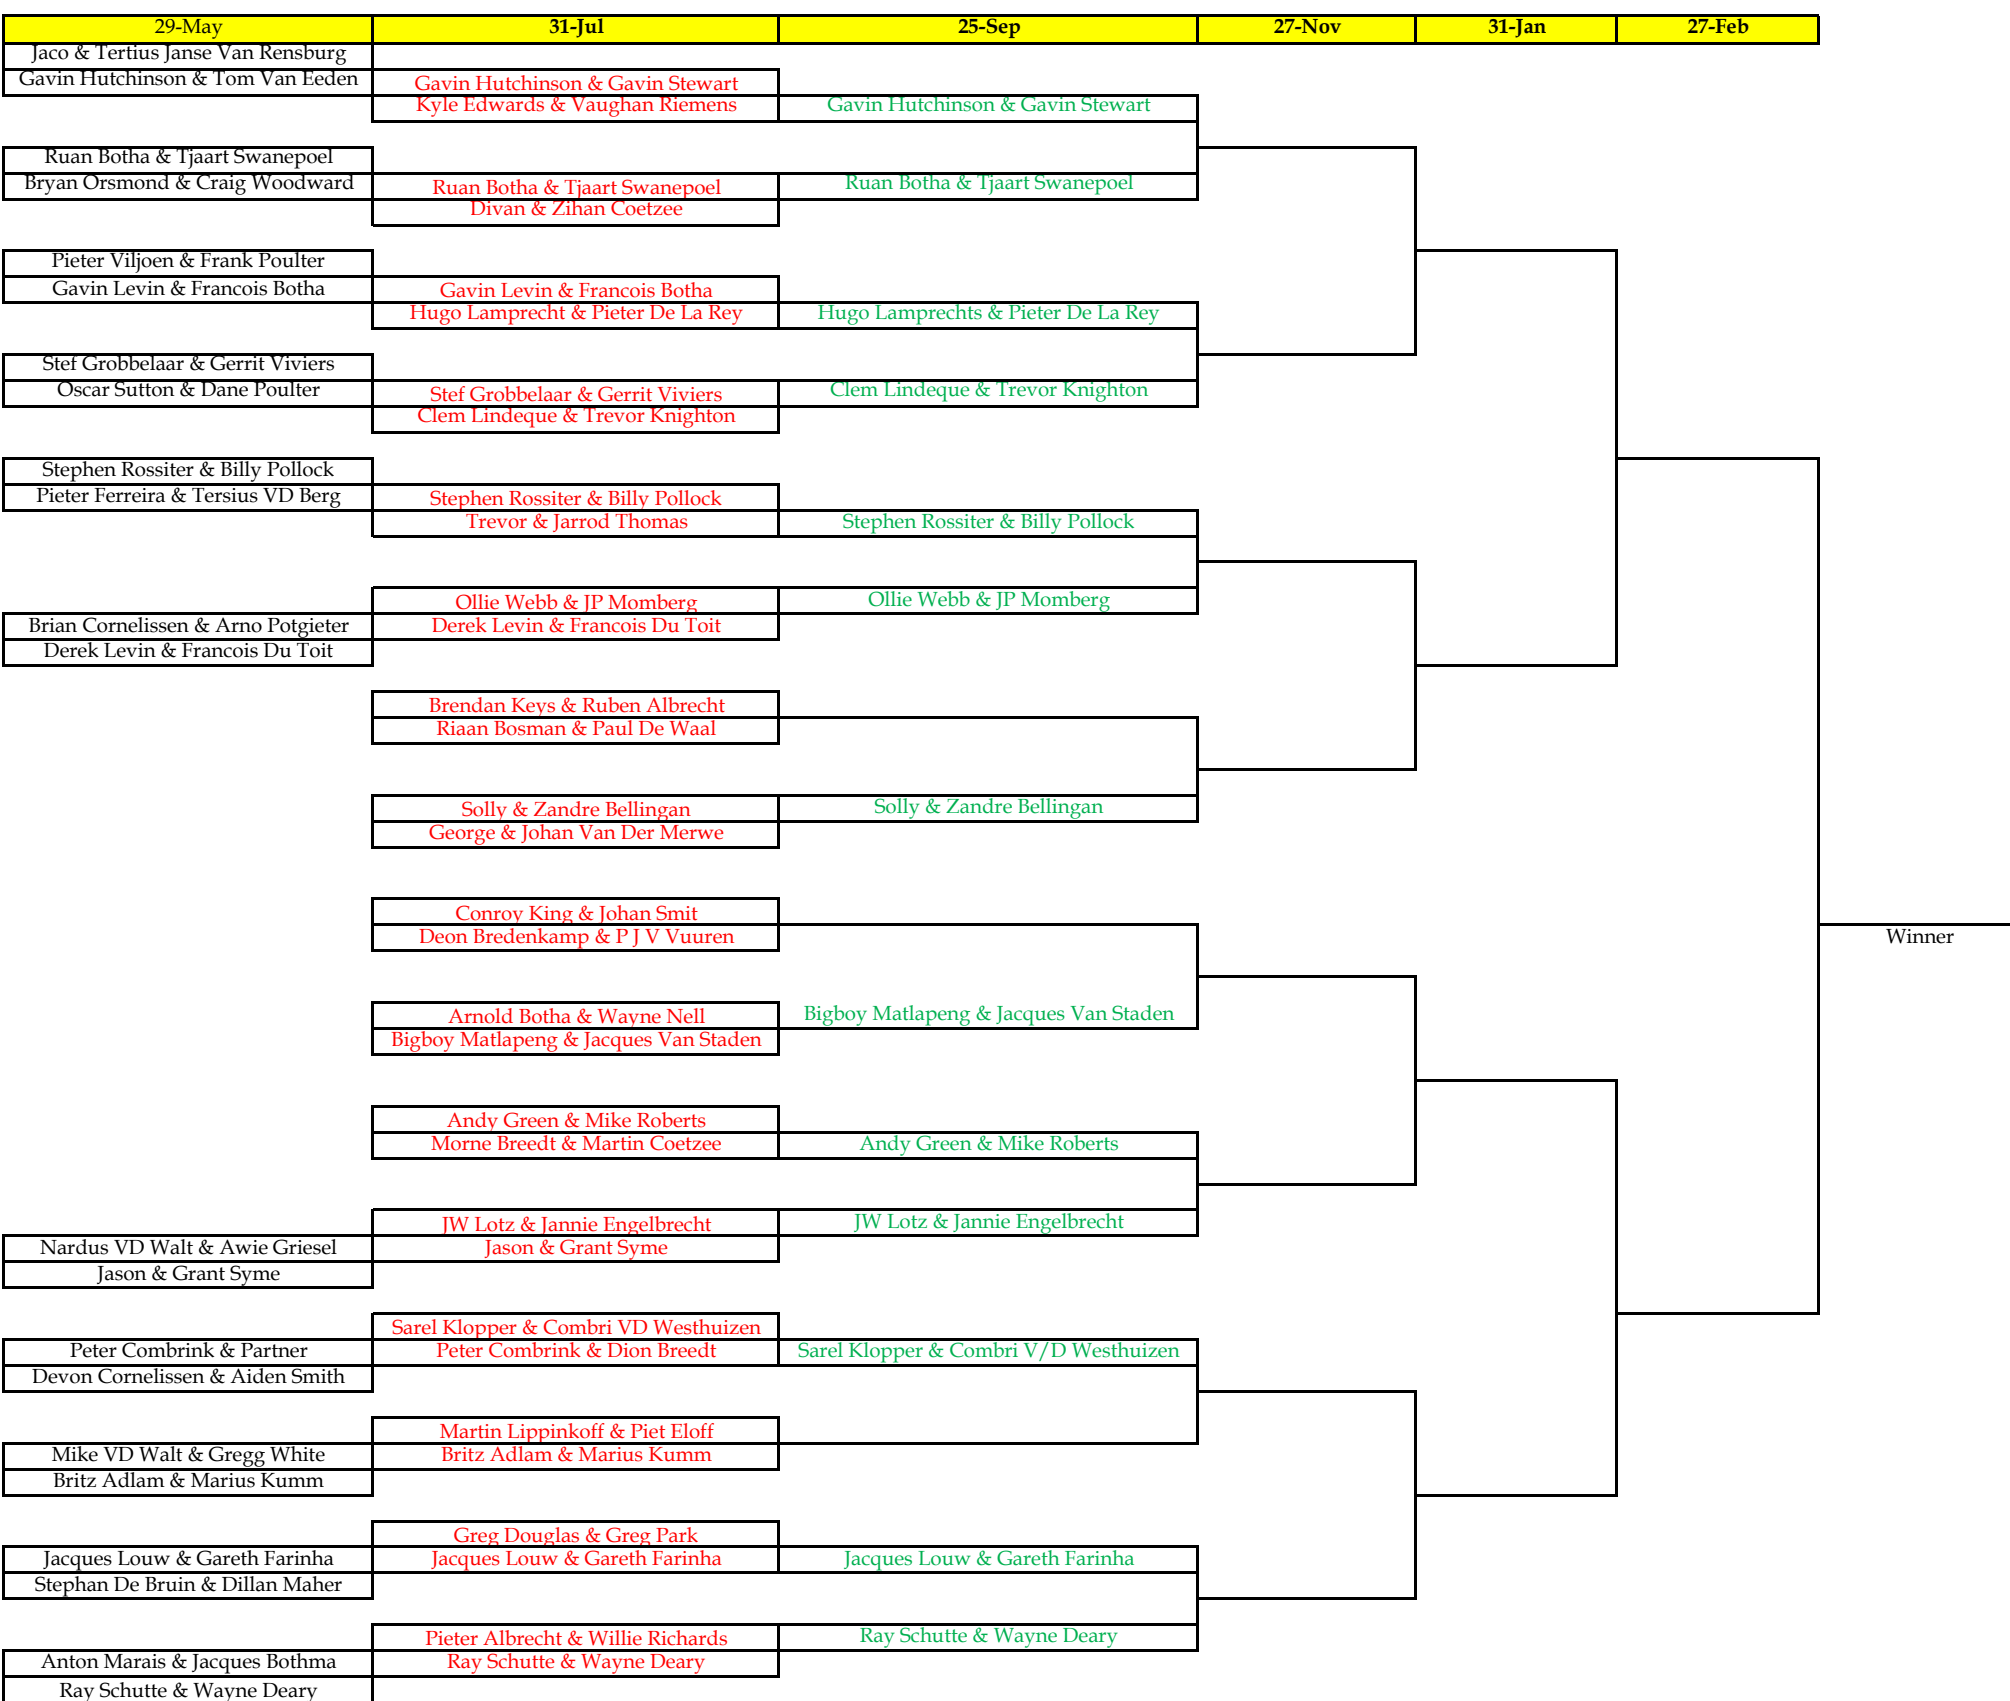 29-May 31-Jul 25-Sep 27-Nov 31-Jan 27-Feb
Jaco & Tertius Janse Van Rensburg
Gavin Hutchinson & Tom Van Eeden Gavin Hutchinson & Gavin Stewart
Kyle Edwards & Vaughan Riemens Gavin Hutchinson & Gavin Stewart
Ruan Botha & Tjaart Swanepoel
Bryan Orsmond & Craig Woodward Ruan Botha & Tjaart Swanepoel Ruan Botha & Tjaart Swanepoel
Divan & Zihan Coetzee
Pieter Viljoen & Frank Poulter
Gavin Levin & Francois Botha Gavin Levin & Francois Botha
Hugo Lamprecht & Pieter De La Rey Hugo Lamprechts & Pieter De La Rey
Stef Grobbelaar & Gerrit Viviers
Oscar Sutton & Dane Poulter Stef Grobbelaar & Gerrit Viviers Clem Lindeque & Trevor Knighton
Clem Lindeque & Trevor Knighton
Stephen Rossiter & Billy Pollock
Pieter Ferreira & Tersius VD Berg Stephen Rossiter & Billy Pollock
Trevor & Jarrod Thomas Stephen Rossiter & Billy Pollock
Ollie Webb & JP Momberg Ollie Webb & JP Momberg
Brian Cornelissen & Arno Potgieter Derek Levin & Francois Du Toit
Derek Levin & Francois Du Toit
Brendan Keys & Ruben Albrecht
Riaan Bosman & Paul De Waal
Solly & Zandre Bellingan Solly & Zandre Bellingan
George & Johan Van Der Merwe
Conroy King & Johan Smit
Deon Bredenkamp & P J V Vuuren Winner
Arnold Botha & Wayne Nell Bigboy Matlapeng & Jacques Van Staden
Bigboy Matlapeng & Jacques Van Staden
Andy Green & Mike Roberts
Morne Breedt & Martin Coetzee Andy Green & Mike Roberts
JW Lotz & Jannie Engelbrecht JW Lotz & Jannie Engelbrecht
Nardus VD Walt & Awie Griesel Jason & Grant Syme
Jason & Grant Syme
Sarel Klopper & Combri VD Westhuizen
Peter Combrink & Partner Peter Combrink & Dion Breedt Sarel Klopper & Combri V/D Westhuizen
Devon Cornelissen & Aiden Smith
Martin Lippinkoff & Piet Eloff
Mike VD Walt & Gregg White Britz Adlam & Marius Kumm
Britz Adlam & Marius Kumm
Greg Douglas & Greg Park
Jacques Louw & Gareth Farinha Jacques Louw & Gareth Farinha Jacques Louw & Gareth Farinha
Stephan De Bruin & Dillan Maher
Pieter Albrecht & Willie Richards Ray Schutte & Wayne Deary
Anton Marais & Jacques Bothma Ray Schutte & Wayne Deary
Ray Schutte & Wayne Deary